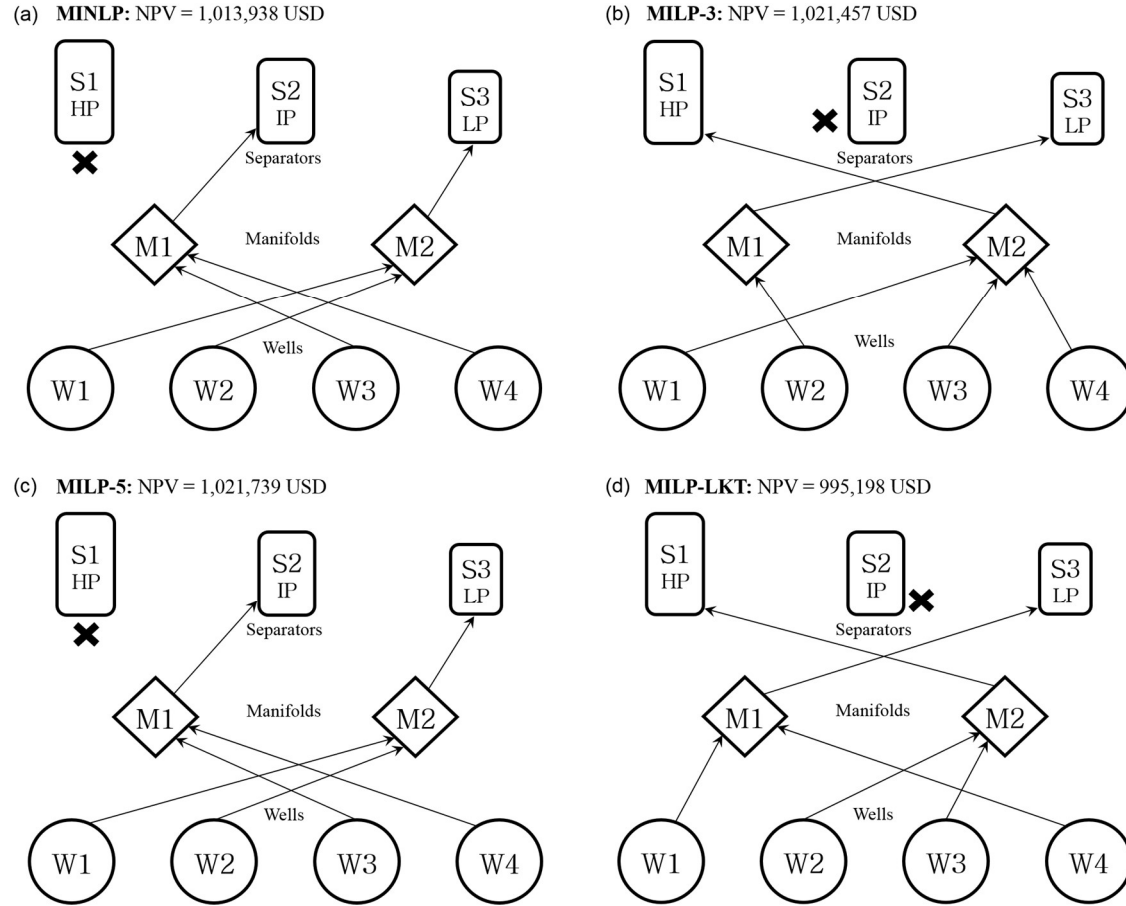 (a) MINLP: NPV = 1,013,938 USD
S1
HP
S2
IP
S3
LP
Separators
M1
Manifolds
M2
Wells
W1
W2
W3
W4
(b) MILP-3: NPV = 1,021,457 USD
S1
HP
S2
IP
S3
LP
Separators
M1
Manifolds
M2
Wells
W1
W2
W3
W4
(c) MILP-5: NPV = 1,021,739 USD
S1
HP
S2
IP
S3
LP
Separators
M1
Manifolds
M2
Wells
W1
W2
W3
W4
(d) MILP-LKT: NPV = 995,198 USD
S1
HP
S2
IP
S3
LP
Separators
M1
Manifolds
M2
Wells
W1
W2
W3
W4